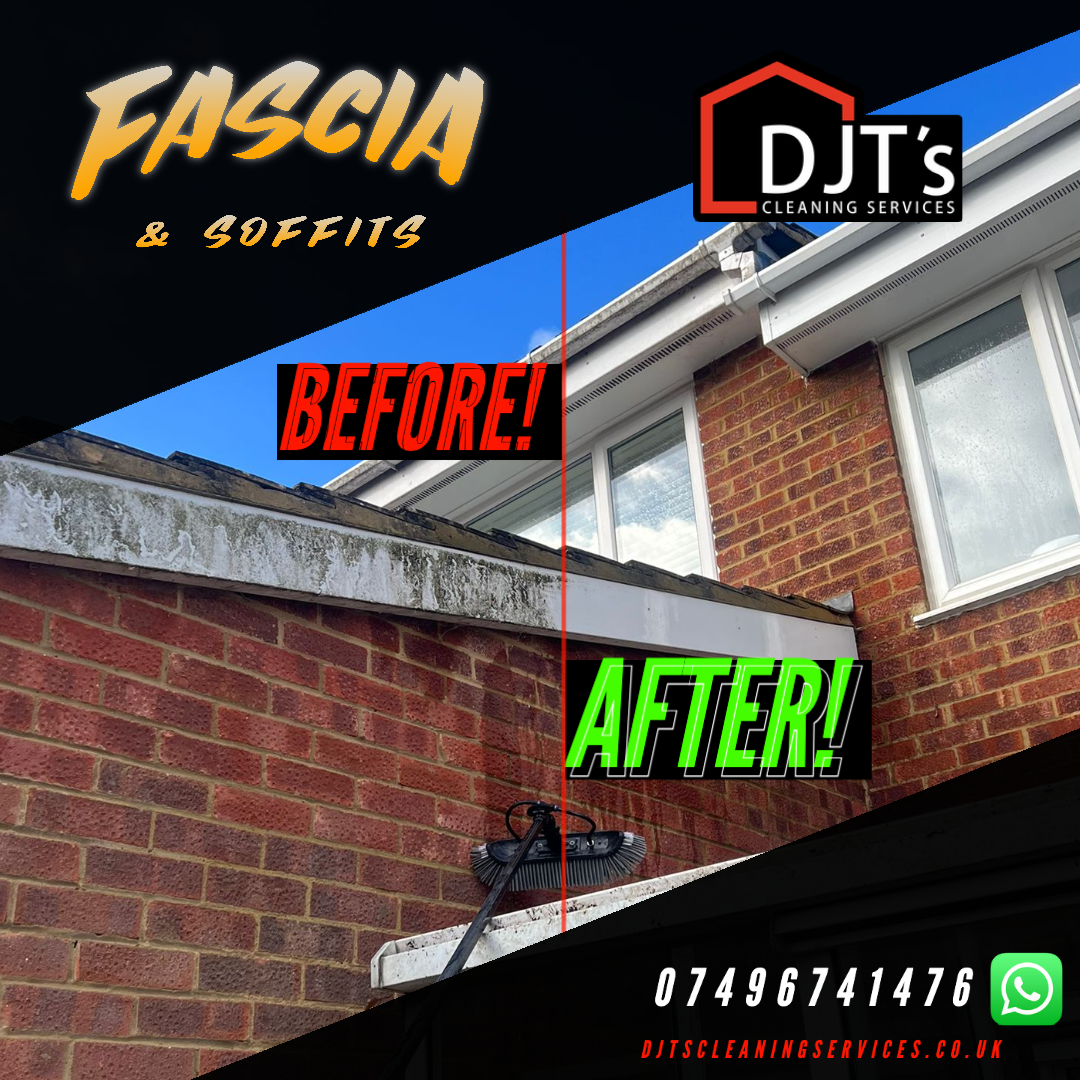 FASCIA
& SOFFITS
DJT's
CLEANING SERVICES
BEFORE!
AFTER!
07496741476
DJTSCLEANINGSERVICES.CO.UK